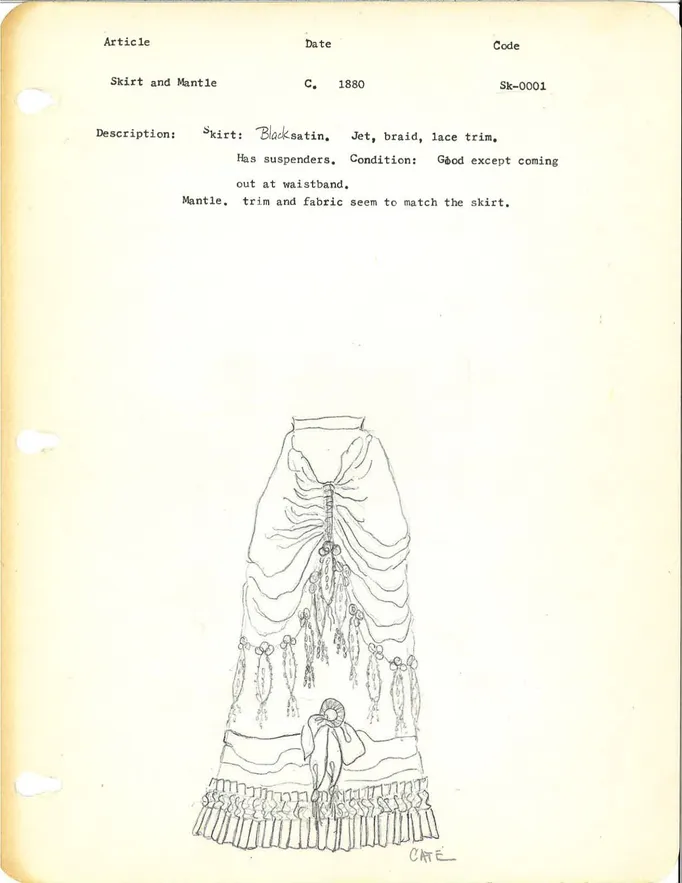 Article Date Code
Skirt and Mantle C. 1880 Sk-0001
Description: Skirt: Black satin. Jet, braid, lace trim.
Has suspenders. Condition: Good except coming
out at waistband.
Mantle. trim and fabric seem to match the skirt.
CATE